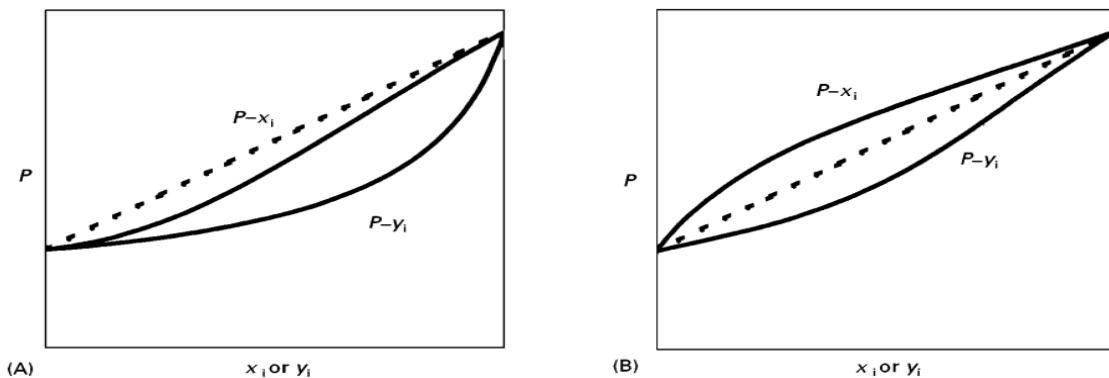 P–xᵢ
P
P–yᵢ
(A)
xᵢ or yᵢ
P–xᵢ
P
P–yᵢ
(B)
xᵢ or yᵢ